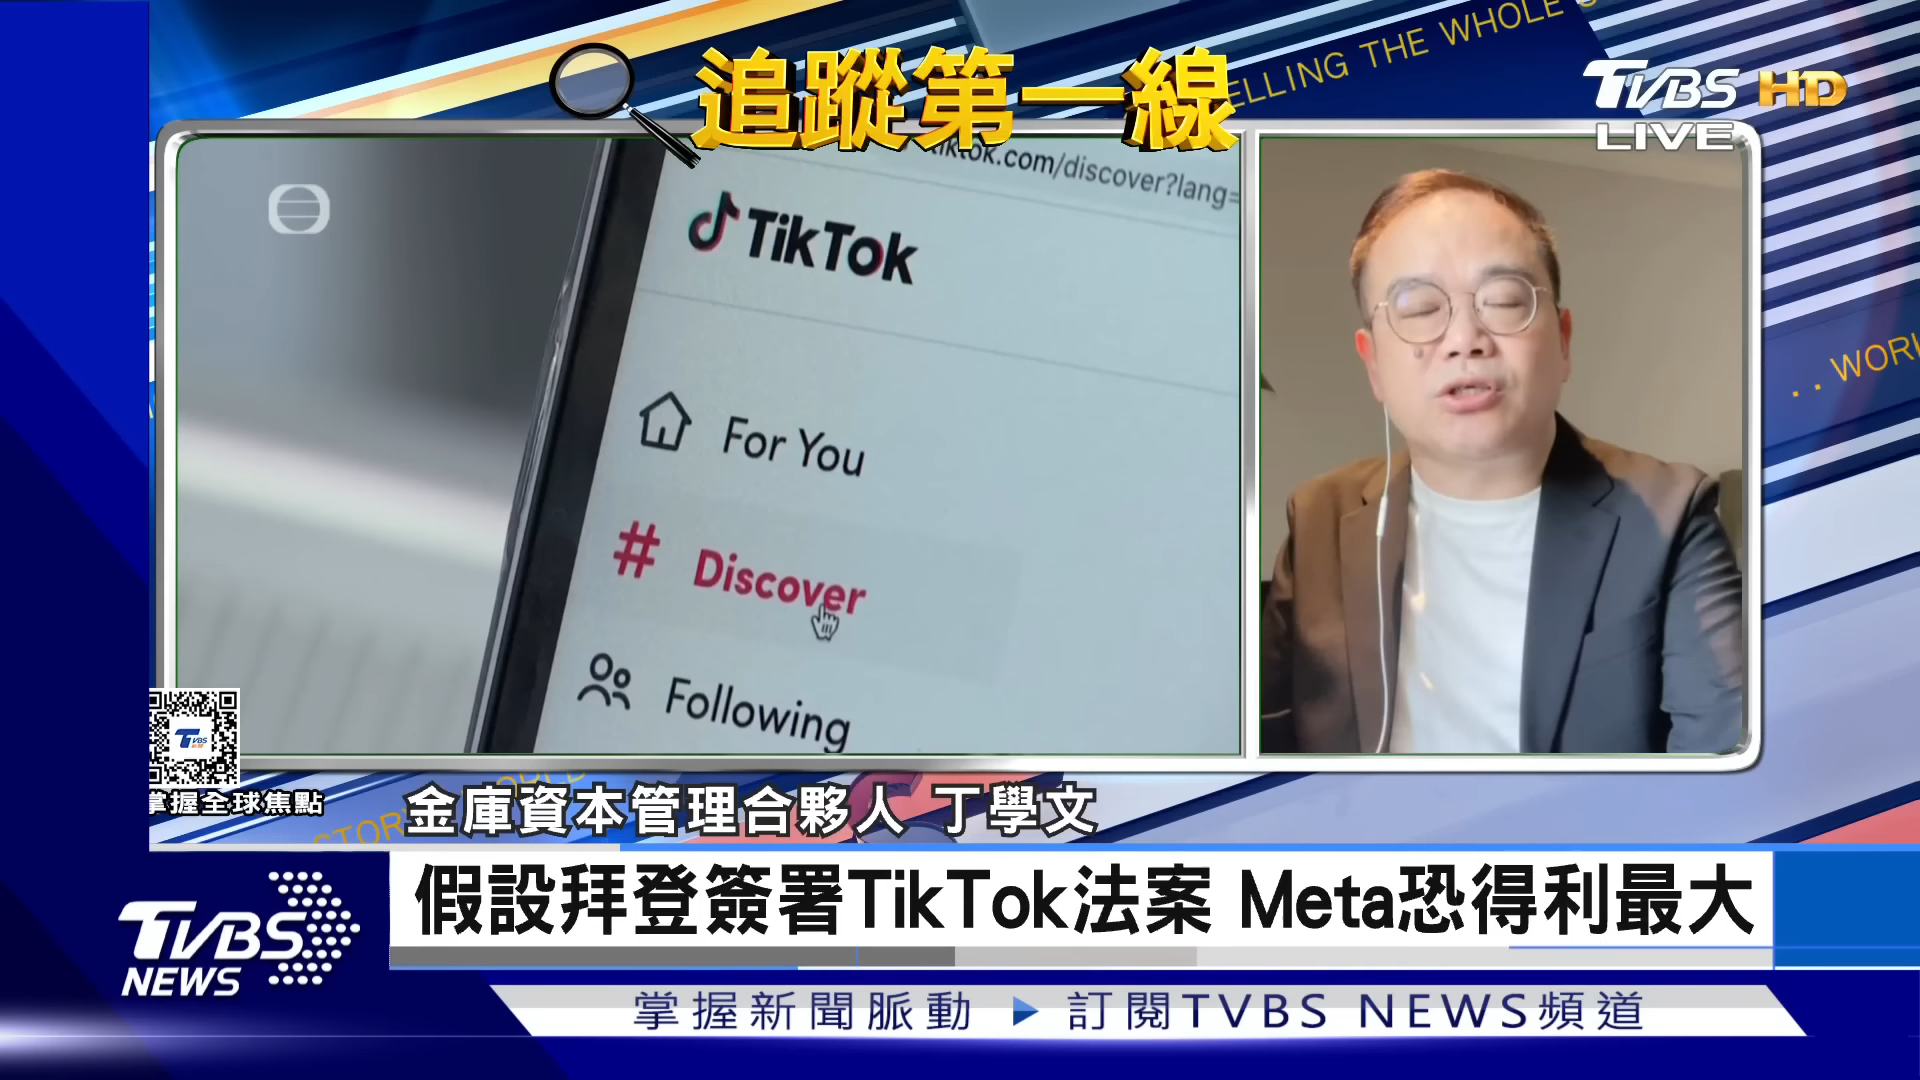 ELLING THE WHOLE S
追蹤第一線
TVBS HD
LIVE
tiktok.com/discover?lang=
TikTok
For You
# Discover
Following
.. WOR
TVBS
掌握全球焦點
STOR
金庫資本管理合夥人 丁學文
假設拜登簽署TikTok法案 Meta恐得利最大
TVBS
NEWS
掌握新聞脈動 ▶ 訂閱TVBS NEWS頻道